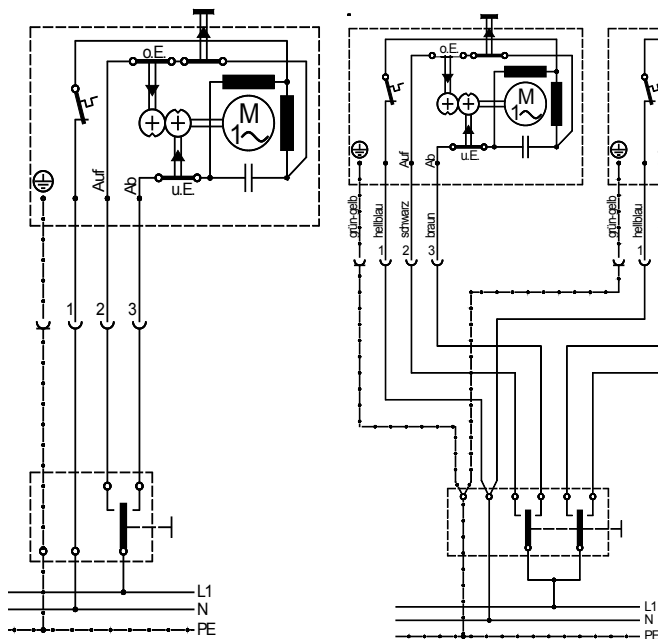 o.E.
M
1
u.E.
Auf
Ab
1
2
3
L1
N
PE
o.E.
M
1
u.E.
Auf
Ab
grün-gelb
hellblau
schwarz
braun
1
2
3
grün-gelb
hellblau
1
L1
N
PE